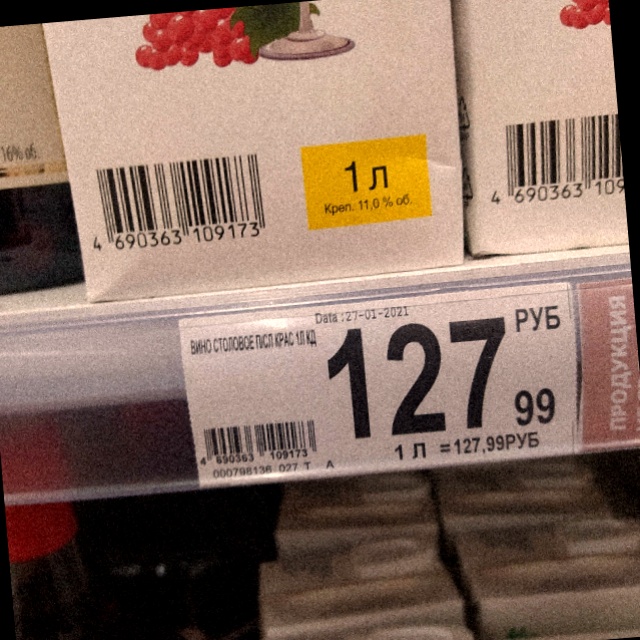 16% об.
1 Л
Креп. 11,0 % об.
4 690363 109173
4 690363 109
Data :27-01-2021
ВИНО СТОЛОВОЕ П/СЛ КРАС 1Л КД
127 99 РУБ
4 690363 109173
1 Л =127,99РУБ
000798136 027 Т А
ПРОДУКЦИЯ